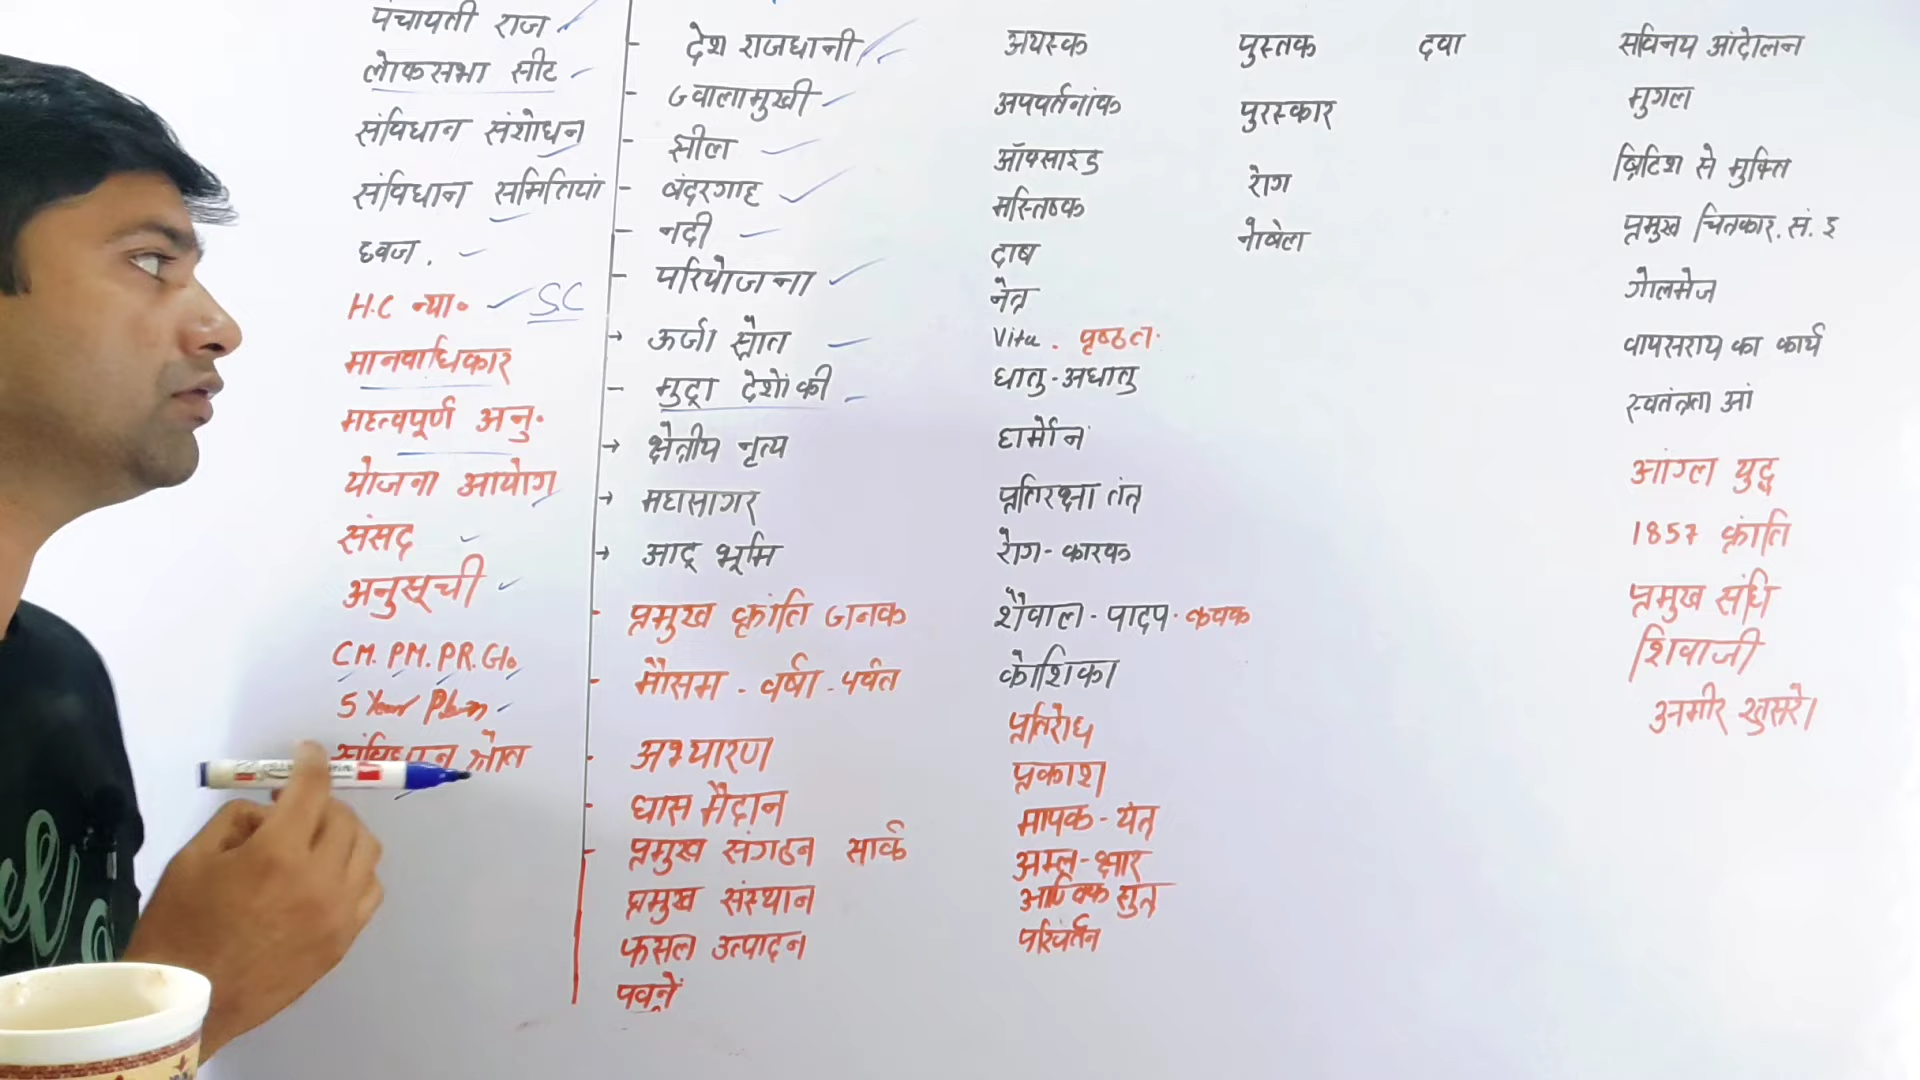 पंचायती राज
लोकसभा सीट
संविधान संशोधन
संविधान समितियां
ध्वज.
H.C न्या॰ SC
मानवाधिकार
महत्वपूर्ण अनु॰
योजना आयोग
संसद
अनुसूची
CM. PM. PR. G॰
5 Year Plan
संविधान स्रोत
देश राजधानी
ज्वालामुखी
झील
बंदरगाह
नदी
परियोजना
ऊर्जा स्रोत
मुद्रा देशों की
क्षेत्रीय नृत्य
महासागर
आद्र भूमि
प्रमुख क्रांति जनक
मौसम - वर्षा - पर्वत
अभ्यारण
घास मैदान
प्रमुख संगठन सार्क
प्रमुख संस्थान
फसल उत्पादन
पवनें
अयस्क
अपवर्तनांक
ऑक्साइड
मस्तिष्क
दाब
नेत्र
Vita. पृष्ठत॰
धातु-अधातु
हार्मोन
प्रतिरक्षा तंत्र
रोग-कारक
शैवाल-पादप॰कवक
कोशिका
प्रतिरोध
प्रकाश
मापक-यंत्र
अम्ल-क्षार
आण्विक सुत्र
परिवर्तन
पुस्तक
पुरस्कार
रोग
नोबेल
दवा
सविनय आंदोलन
मुगल
ब्रिटिश से मुक्ति
प्रमुख चित्रकार. सं. इ
गोलमेज
वायसराय का कार्य
स्वतंत्रता आं
आंग्ल युद्ध
1857 क्रांति
प्रमुख संधि
शिवाजी
अमीर खुसरो